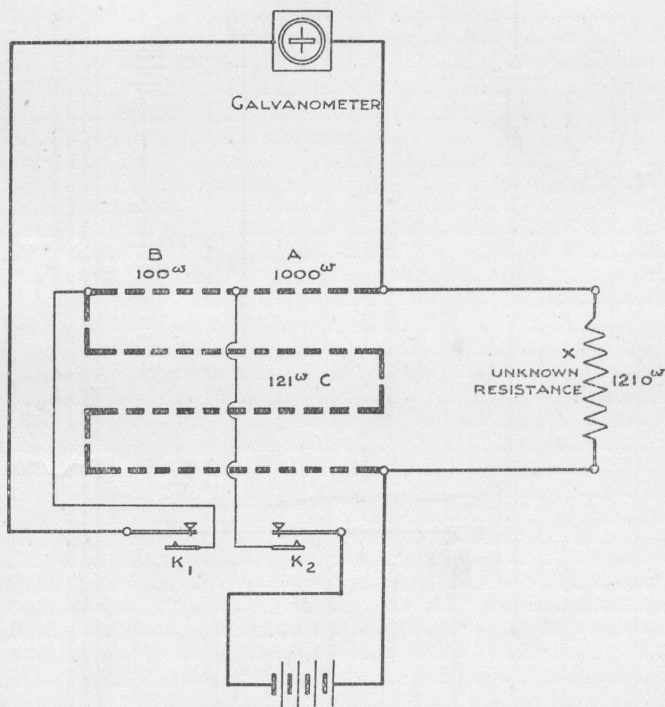 GALVANOMETER
B
100ω
A
1000ω
121ω C
X
UNKNOWN
RESISTANCE
1210ω
K1
K2